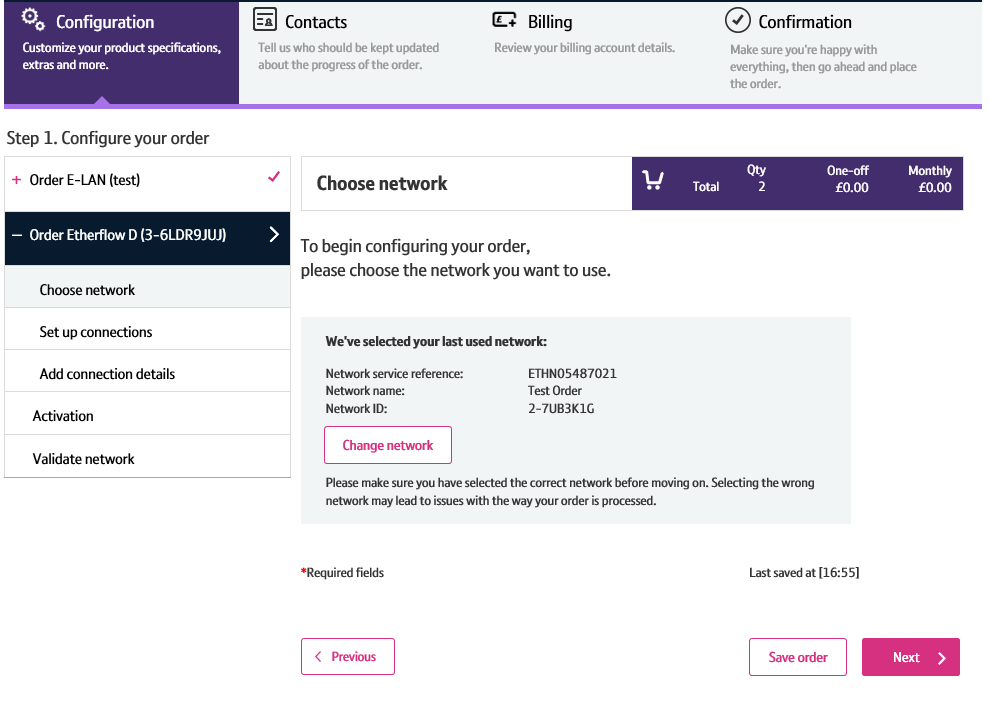 Configuration
Customize your product specifications,
extras and more.
Contacts
Tell us who should be kept updated
about the progress of the order.
Billing
Review your billing account details.
Confirmation
Make sure you're happy with
everything, then go ahead and place
the order.
Step 1. Configure your order
+ Order E-LAN (test)
– Order Etherflow D (3-6LDR9JUJ)
Choose network
Set up connections
Add connection details
Activation
Validate network
Choose network
Qty One-off Monthly
Total 2 £0.00 £0.00
To begin configuring your order,
please choose the network you want to use.
We've selected your last used network:
Network service reference: ETHN05487021
Network name: Test Order
Network ID: 2-7UB3K1G
Change network
Please make sure you have selected the correct network before moving on. Selecting the wrong
network may lead to issues with the way your order is processed.
*Required fields Last saved at [16:55]
Previous Save order Next